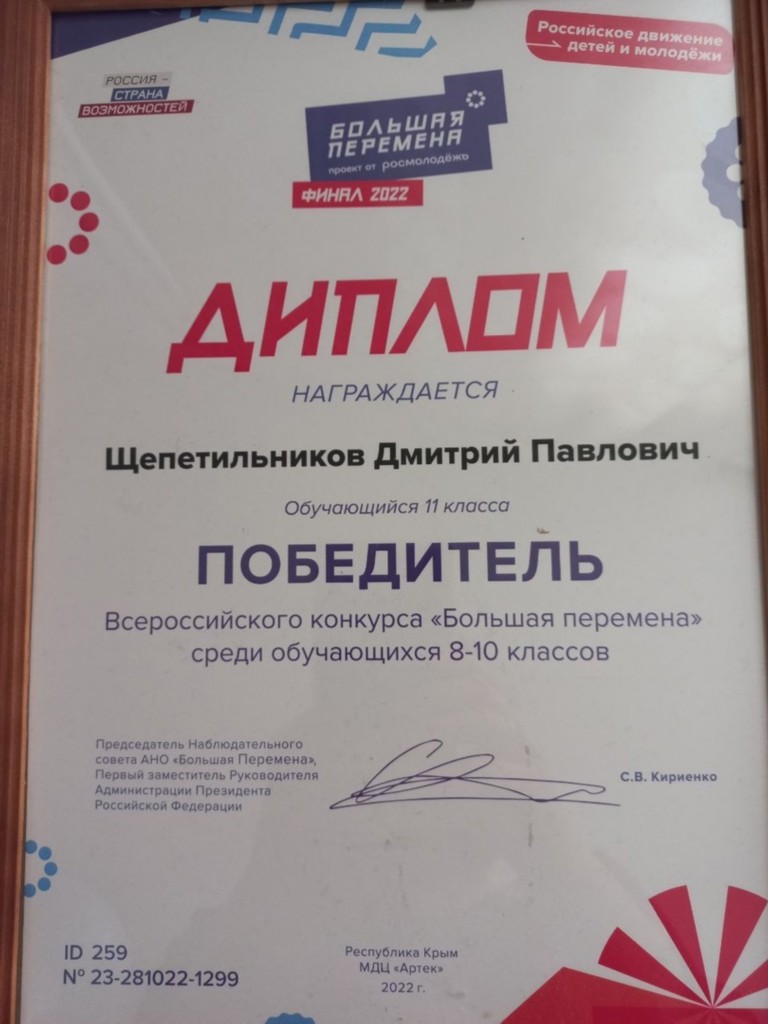 Российское движение
детей и молодёжи
РОССИЯ –
СТРАНА
ВОЗМОЖНОСТЕЙ
БОЛЬШАЯ
ПЕРЕМЕНА
проект от росмолодёжь
ФИНАЛ 2022
ДИПЛОМ
НАГРАЖДАЕТСЯ
Щепетильников Дмитрий Павлович
Обучающийся 11 класса
ПОБЕДИТЕЛЬ
Всероссийского конкурса «Большая перемена»
среди обучающихся 8-10 классов
Председатель Наблюдательного
совета АНО «Большая Перемена»,
Первый заместитель Руководителя
Администрации Президента
Российской Федерации
С.В. Кириенко
ID 259
№ 23-281022-1299
Республика Крым
МДЦ «Артек»
2022 г.